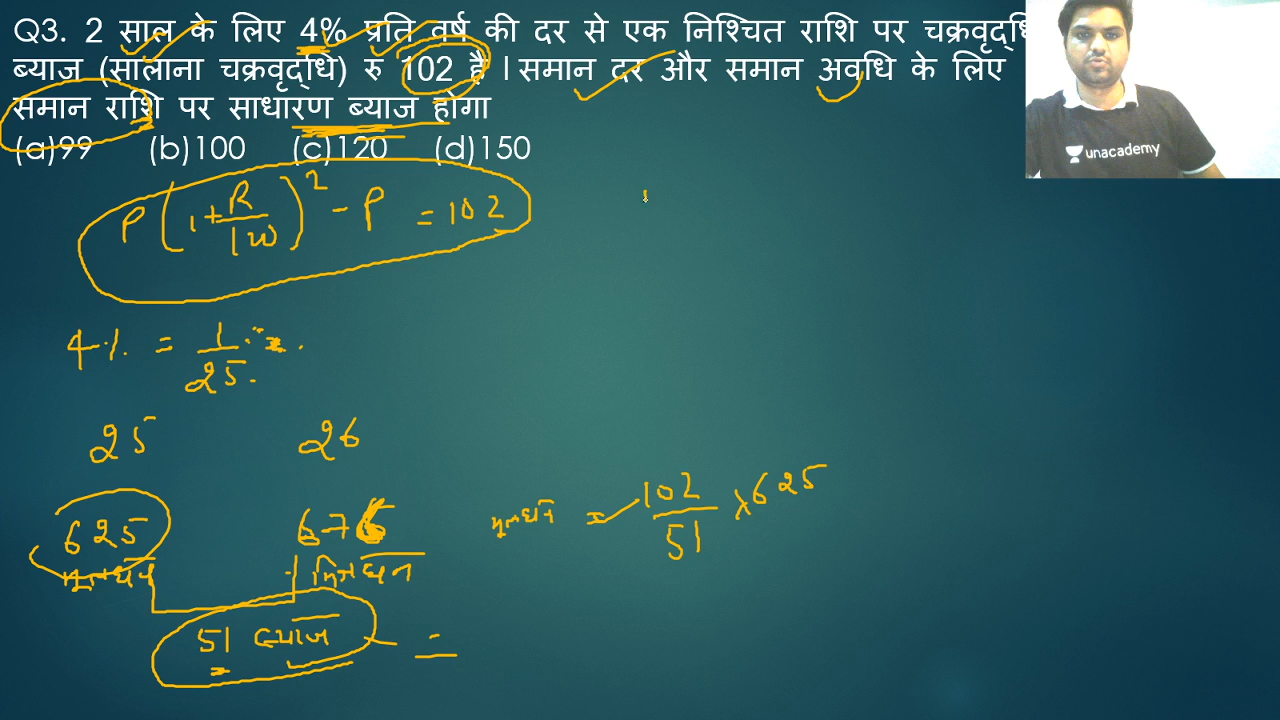 Q3. 2 साल के लिए 4% प्रति वर्ष की दर से एक निश्चित राशि पर चक्रवृद्धि
ब्याज (सालाना चक्रवृद्धि) रु 102 है । समान दर और समान अवधि के लिए
समान राशि पर साधारण ब्याज होगा
(a)99 (b)100 (c)120 (d)150
unacademy
P(1+R/100)² - P = 102
4% = 1/25
25 26
625 676
मूलधन = 102/51 × 625
मूलधन मिश्रधन
51 ब्याज =